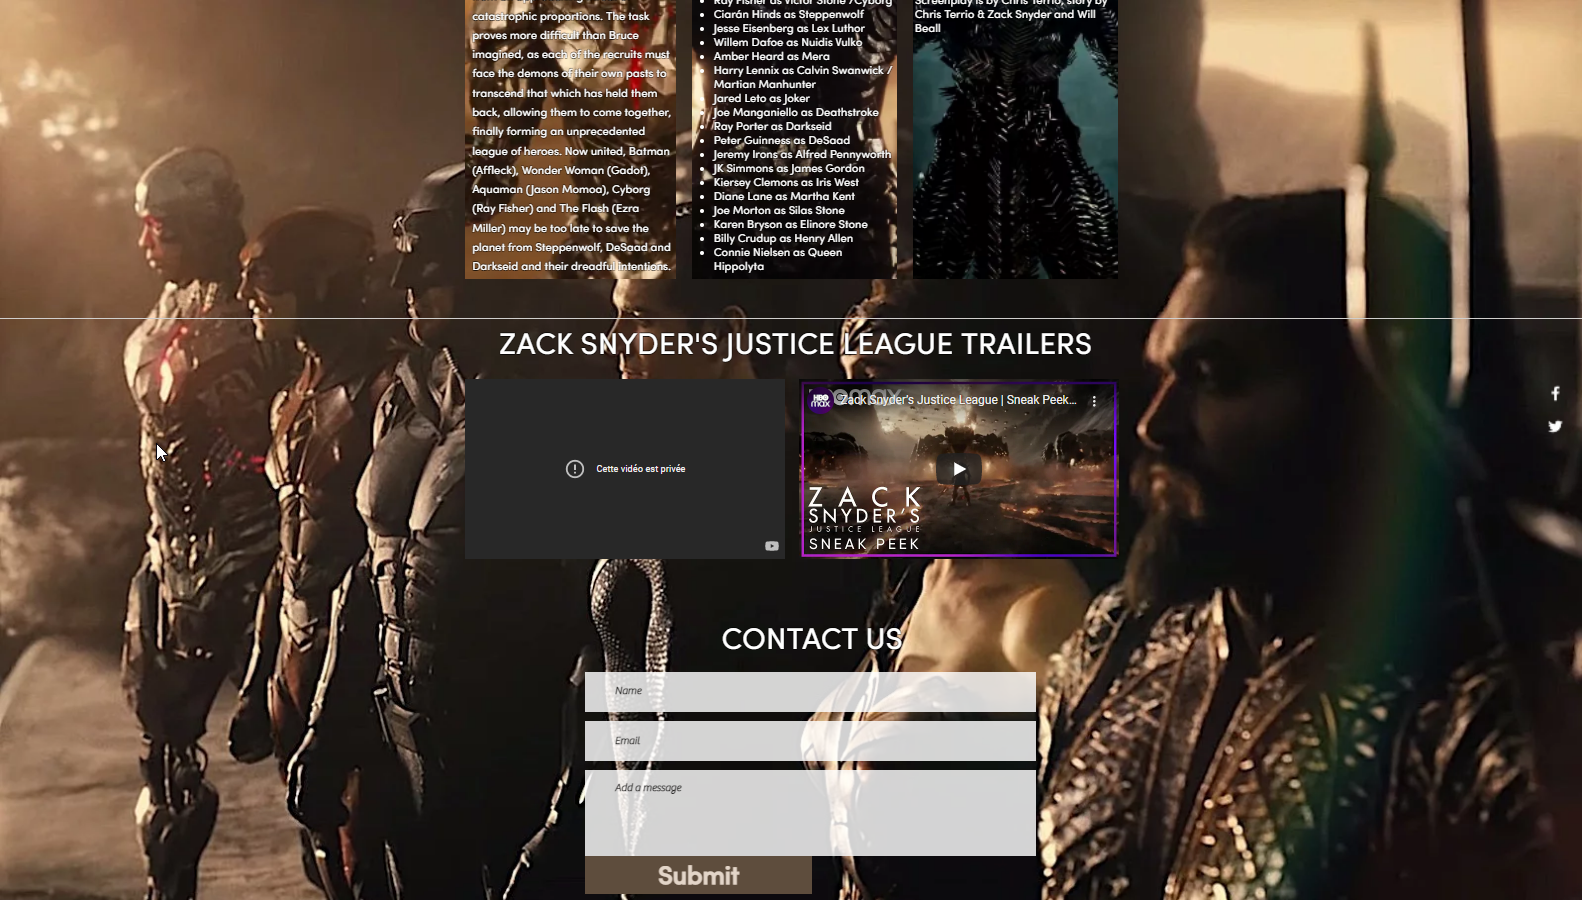 catastrophic proportions. The task
proves more difficult than Bruce
imagined, as each of the recruits must
face the demons of their own pasts to
transcend that which has held them
back, allowing them to come together,
finally forming an unprecedented
league of heroes. Now united, Batman
(Affleck), Wonder Woman (Gadot),
Aquaman (Jason Momoa), Cyborg
(Ray Fisher) and The Flash (Ezra
Miller) may be too late to save the
planet from Steppenwolf, DeSaad and
Darkseid and their dreadful intentions.
Ray Fisher as Victor Stone /Cyborg
Ciarán Hinds as Steppenwolf
Jesse Eisenberg as Lex Luthor
Willem Dafoe as Nuidis Vulko
Amber Heard as Mera
Harry Lennix as Calvin Swanwick /
Martian Manhunter
Jared Leto as Joker
Joe Manganiello as Deathstroke
Ray Porter as Darkseid
Peter Guinness as DeSaad
Jeremy Irons as Alfred Pennyworth
JK Simmons as James Gordon
Kiersey Clemons as Iris West
Diane Lane as Martha Kent
Joe Morton as Silas Stone
Karen Bryson as Elinore Stone
Billy Crudup as Henry Allen
Connie Nielsen as Queen
Hippolyta
Screenplay is by Chris Terrio, story by
Chris Terrio & Zack Snyder and Will
Beall
ZACK SNYDER'S JUSTICE LEAGUE TRAILERS
Cette vidéo est privée
HBO
max
Zack Snyder's Justice League | Sneak Peek...
ZACK
SNYDER'S
JUSTICE LEAGUE
SNEAK PEEK
CONTACT US
Name
Email
Add a message
Submit